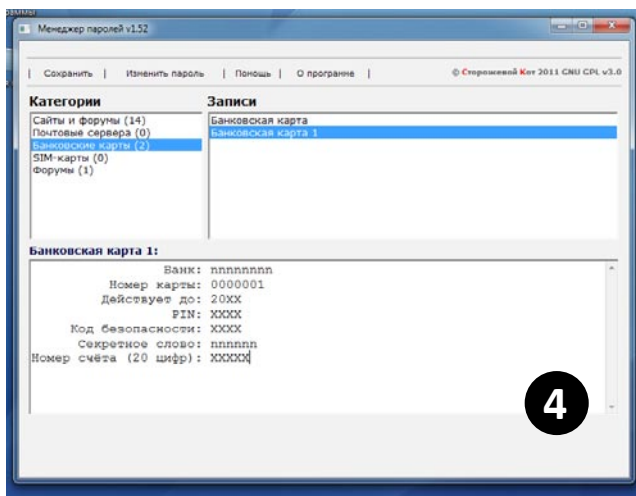 Менеджер паролей v1.52
| Сохранить | Изменить пароль | Помощь | О программе | © Сторожевой Кот 2011 GNU GPL v3.0
Категории Записи
Сайты и форумы (14)
Почтовые сервера (0)
Банковские карты (2)
SIM-карты (0)
Форумы (1)
Банковская карта
Банковская карта 1
Банковская карта 1:
Банк: nnnnnnnn
Номер карты: 0000001
Действует до: 20XX
PIN: XXXX
Код безопасности: XXXX
Секретное слово: nnnnnn
Номер счёта (20 цифр): XXXXX
4